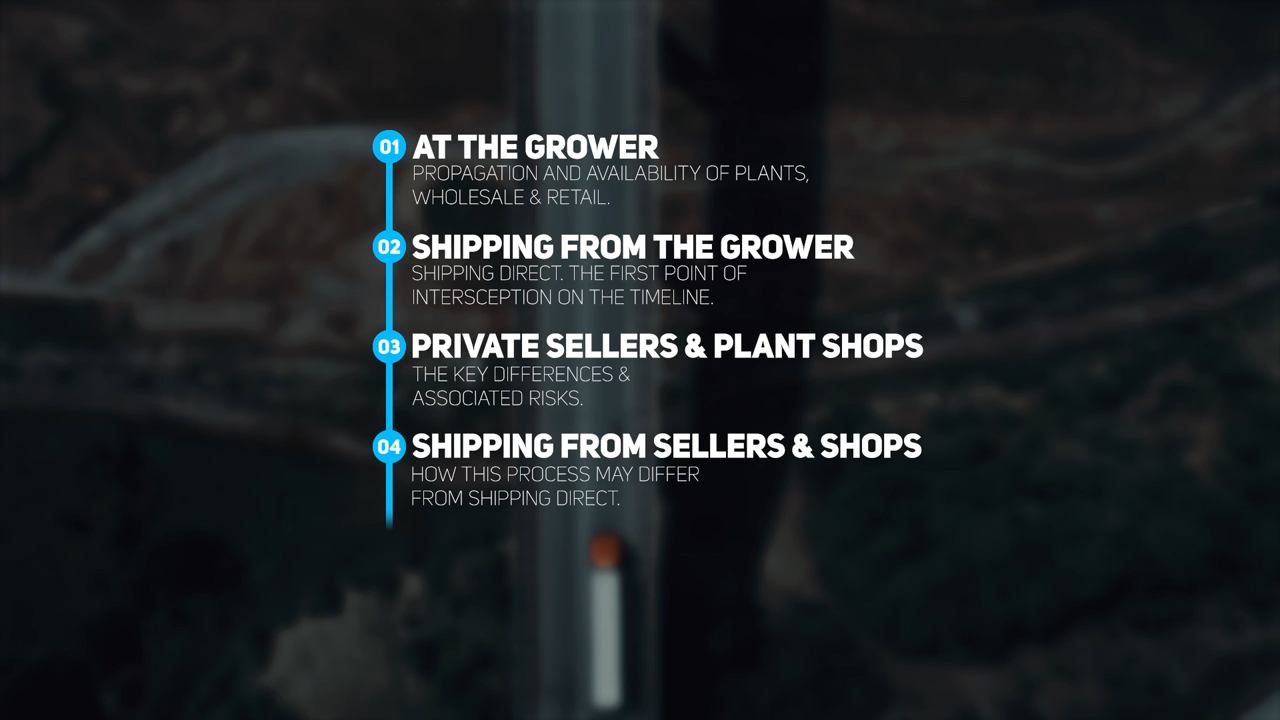 01 AT THE GROWER
PROPAGATION AND AVAILABILITY OF PLANTS,
WHOLESALE & RETAIL.
02 SHIPPING FROM THE GROWER
SHIPPING DIRECT. THE FIRST POINT OF
INTERSCEPTION ON THE TIMELINE.
03 PRIVATE SELLERS & PLANT SHOPS
THE KEY DIFFERENCES &
ASSOCIATED RISKS.
04 SHIPPING FROM SELLERS & SHOPS
HOW THIS PROCESS MAY DIFFER
FROM SHIPPING DIRECT.